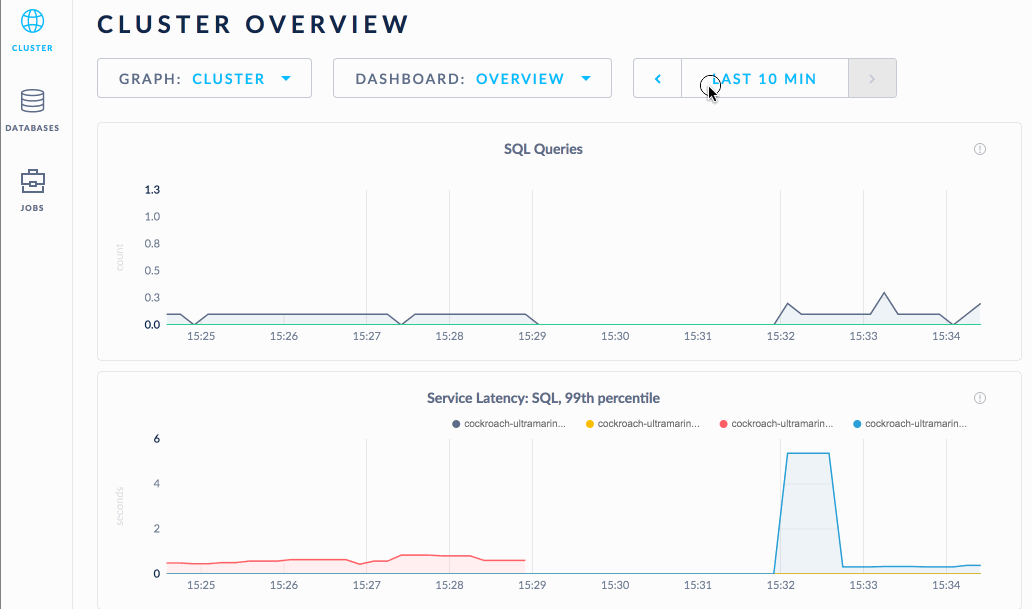 CLUSTER OVERVIEW
CLUSTER
GRAPH: CLUSTER
DASHBOARD: OVERVIEW
LAST 10 MIN
DATABASES
JOBS
SQL Queries
1.3
1.0
0.8
0.5
0.3
0.0
count
15:25 15:26 15:27 15:28 15:29 15:30 15:31 15:32 15:33 15:34
Service Latency: SQL, 99th percentile
cockroach-ultramarin... cockroach-ultramarin... cockroach-ultramarin... cockroach-ultramarin...
6
4
2
0
seconds
15:25 15:26 15:27 15:28 15:29 15:30 15:31 15:32 15:33 15:34